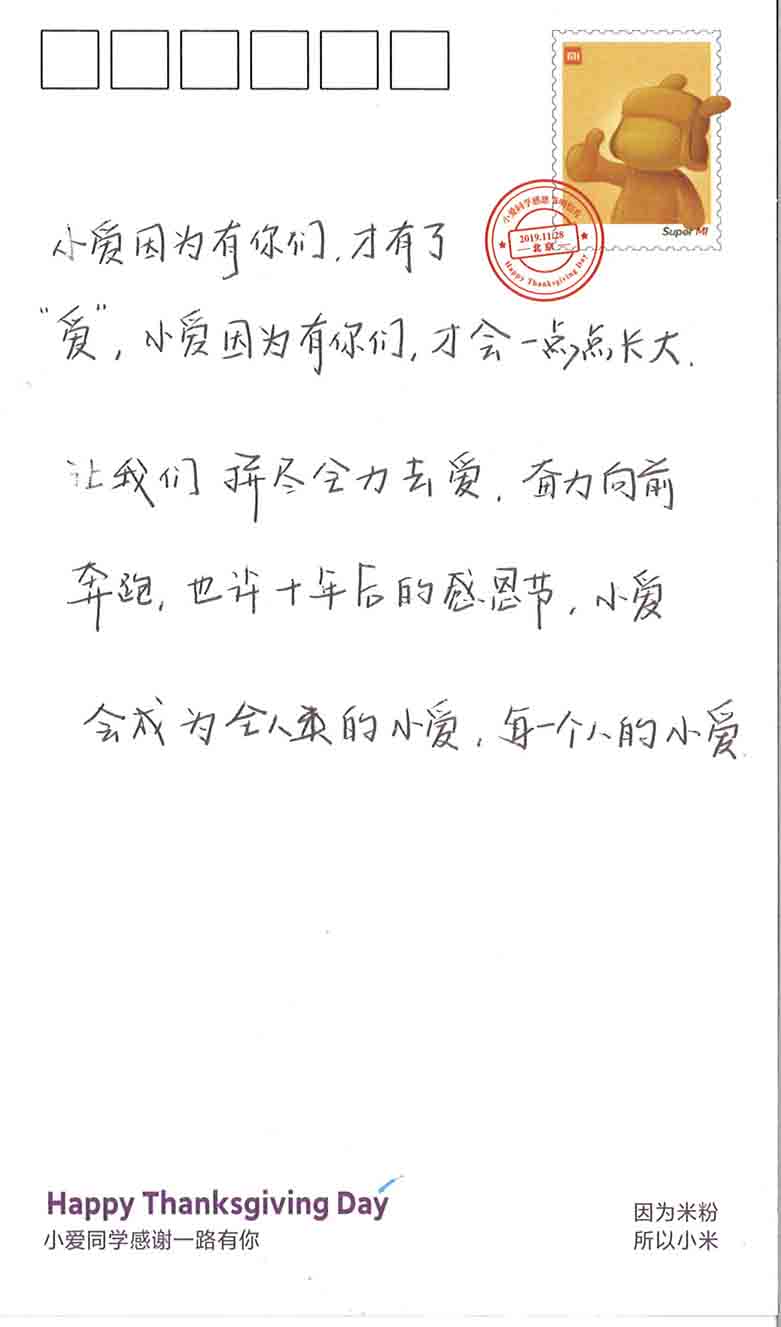 MI
Super MI
小爱同学感恩节明信片
2019.11.28
北京
Happy Thanksgiving Day
小爱因为有你们,才有了
“爱”,小爱因为有你们,才会一点点长大.
让我们拼尽全力去爱,奋力向前
奔跑,也许十年后的感恩节,小爱
会成为全人类的小爱,每一个人的小爱.
Happy Thanksgiving Day
小爱同学感谢一路有你
因为米粉
所以小米